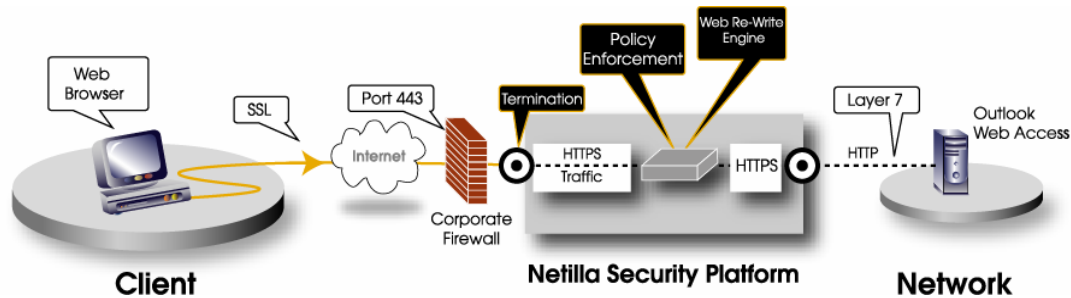 Web
Browser
SSL
Internet
Port 443
Corporate
Firewall
Termination
Policy
Enforcement
Web Re-Write
Engine
HTTPS
Traffic
HTTPS
Layer 7
HTTP
Outlook
Web Access
Client
Netilla Security Platform
Network